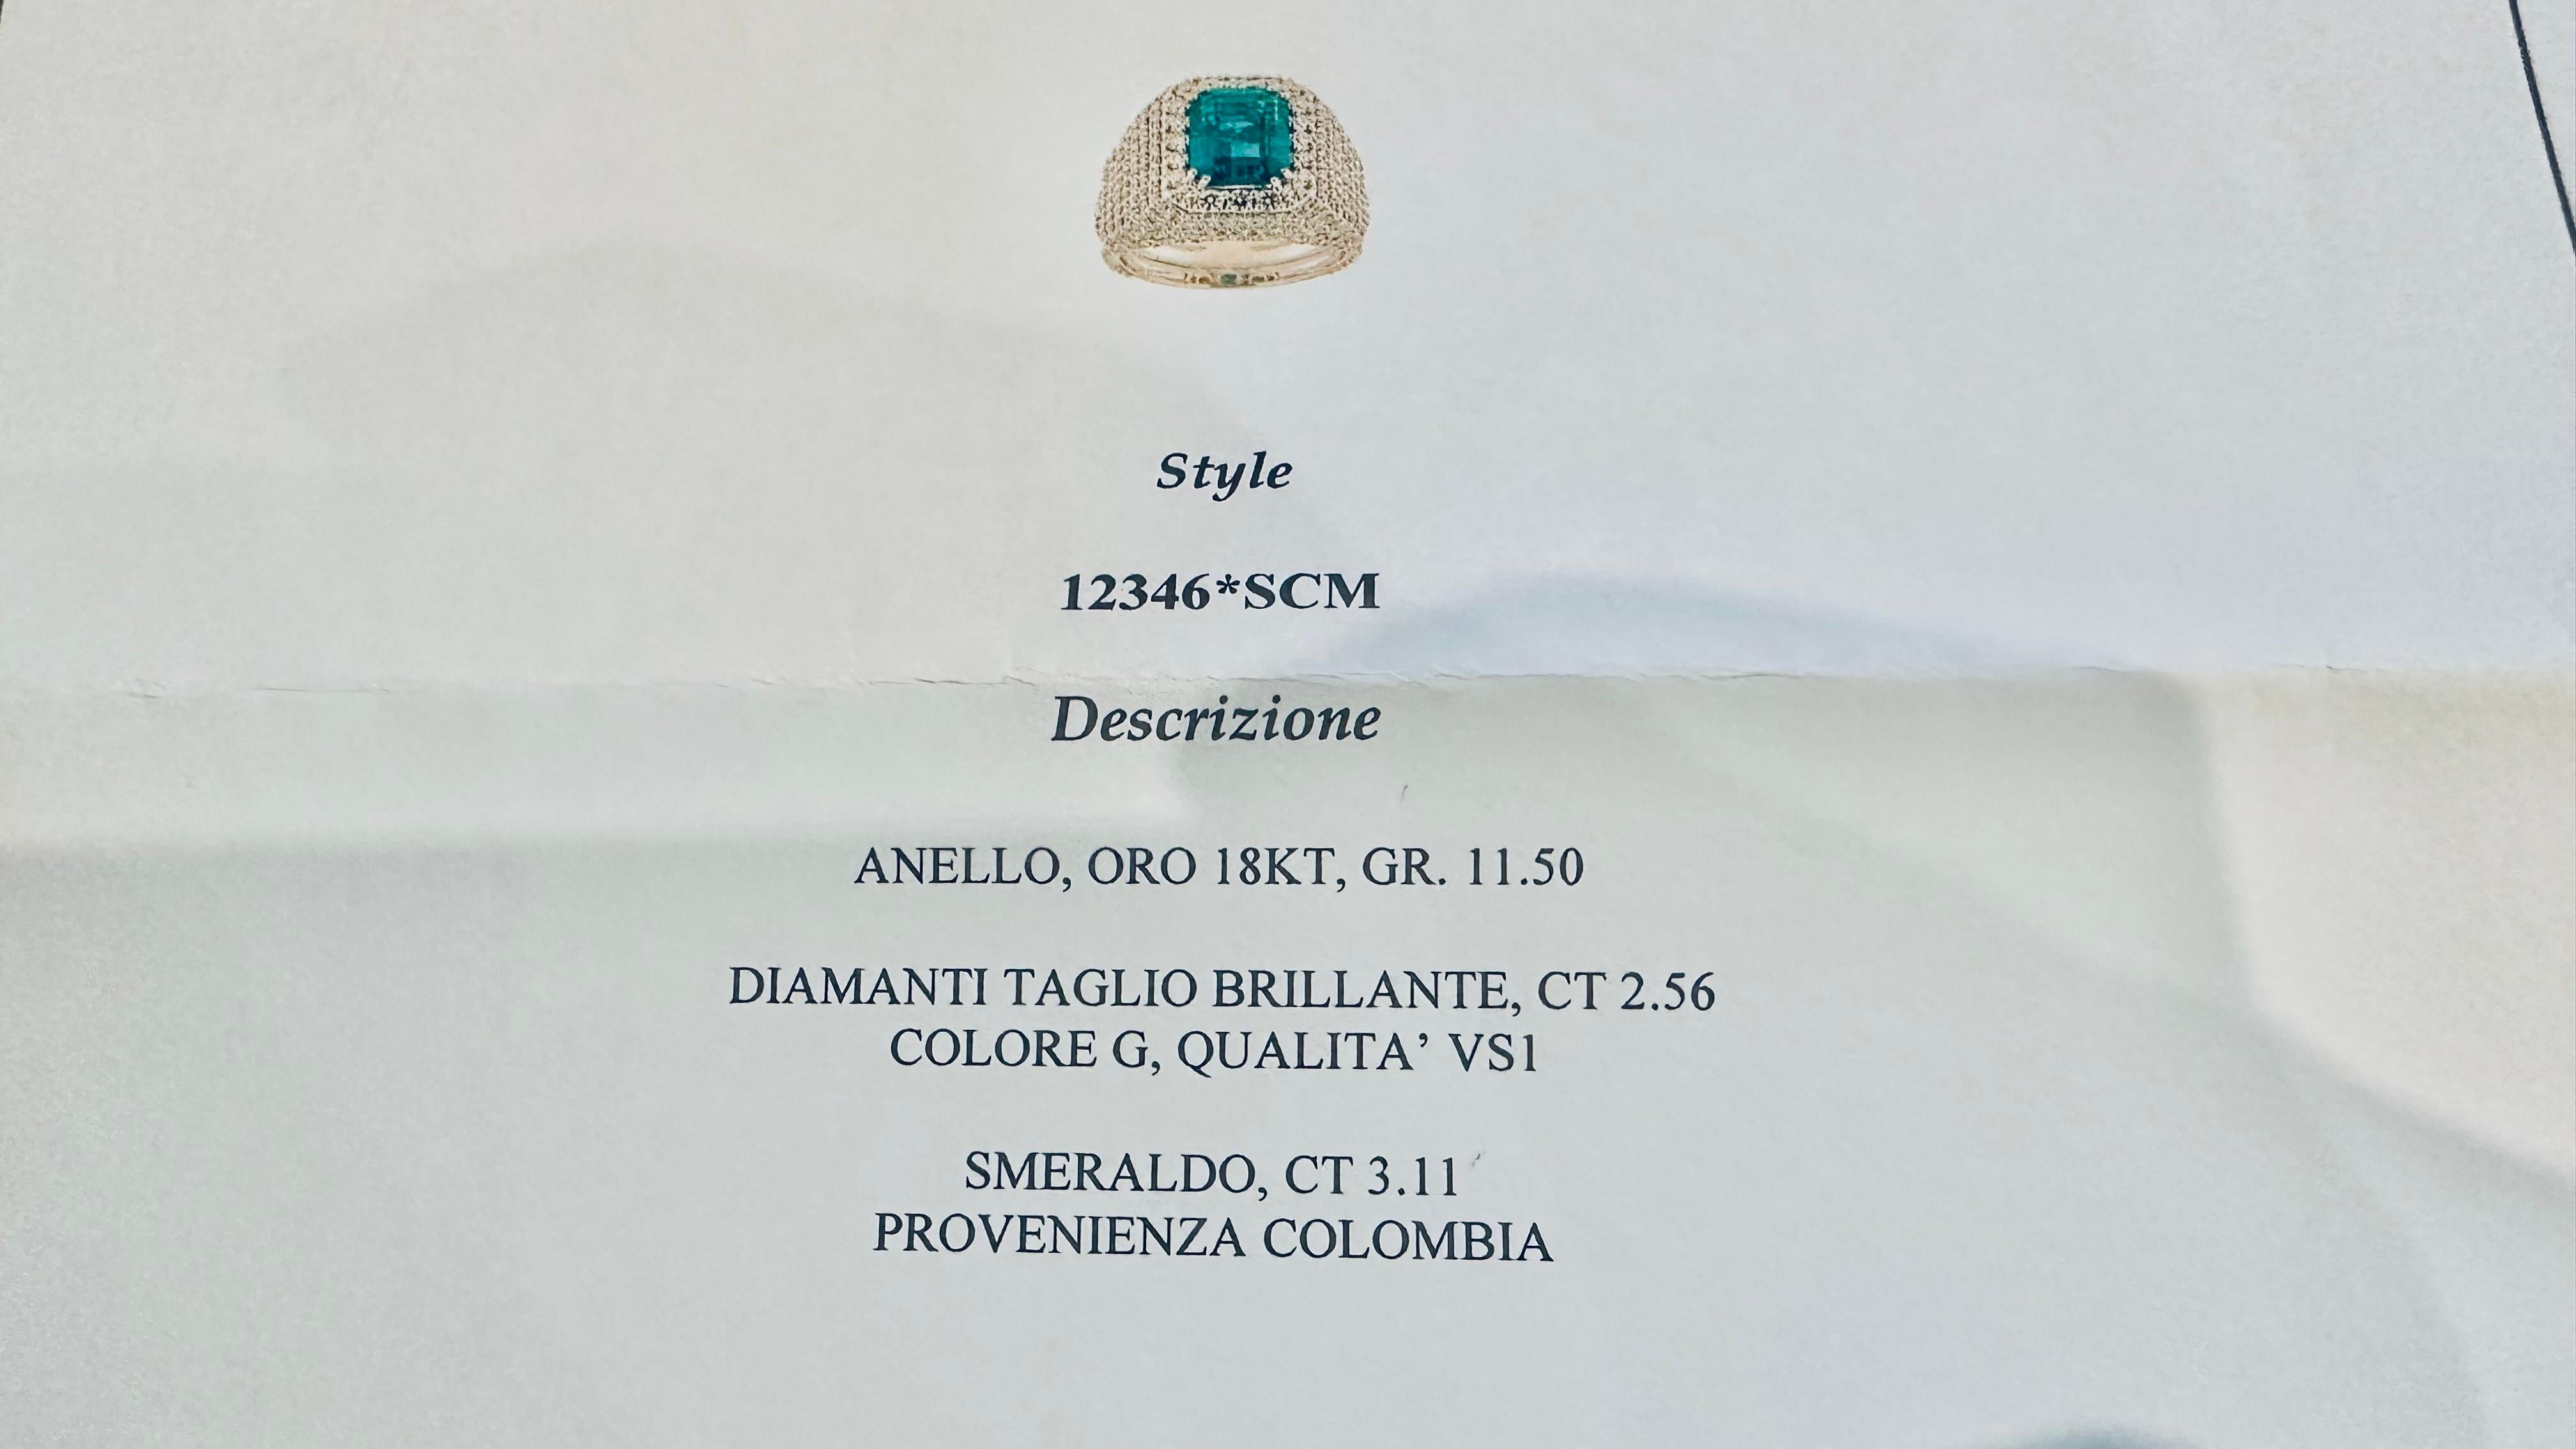 Style
12346*SCM
Descrizione
ANELLO, ORO 18KT, GR. 11.50
DIAMANTI TAGLIO BRILLANTE, CT 2.56
COLORE G, QUALITA’ VS1
SMERALDO, CT 3.11
PROVENIENZA COLOMBIA